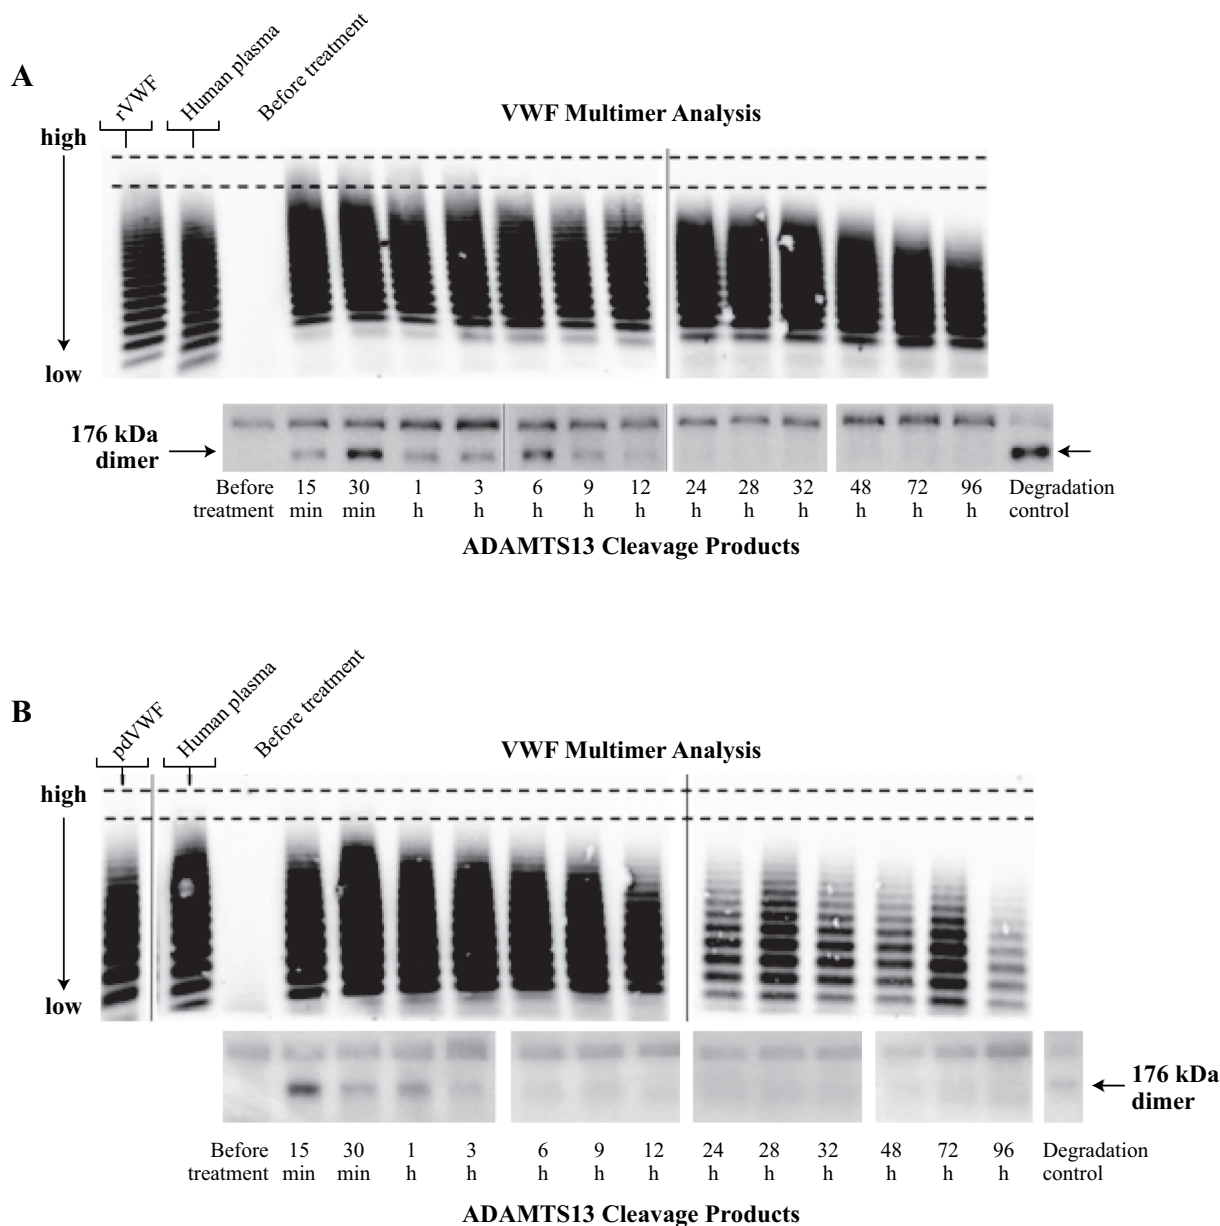 A
rVWF
Human plasma
Before treatment
VWF Multimer Analysis
high
low
176 kDa
dimer
Before
treatment
15
min
30
min
1
h
3
h
6
h
9
h
12
h
24
h
28
h
32
h
48
h
72
h
96
h
Degradation
control
ADAMTS13 Cleavage Products
B
pdVWF
Human plasma
Before treatment
VWF Multimer Analysis
high
low
176 kDa
dimer
Before
treatment
15
min
30
min
1
h
3
h
6
h
9
h
12
h
24
h
28
h
32
h
48
h
72
h
96
h
Degradation
control
ADAMTS13 Cleavage Products